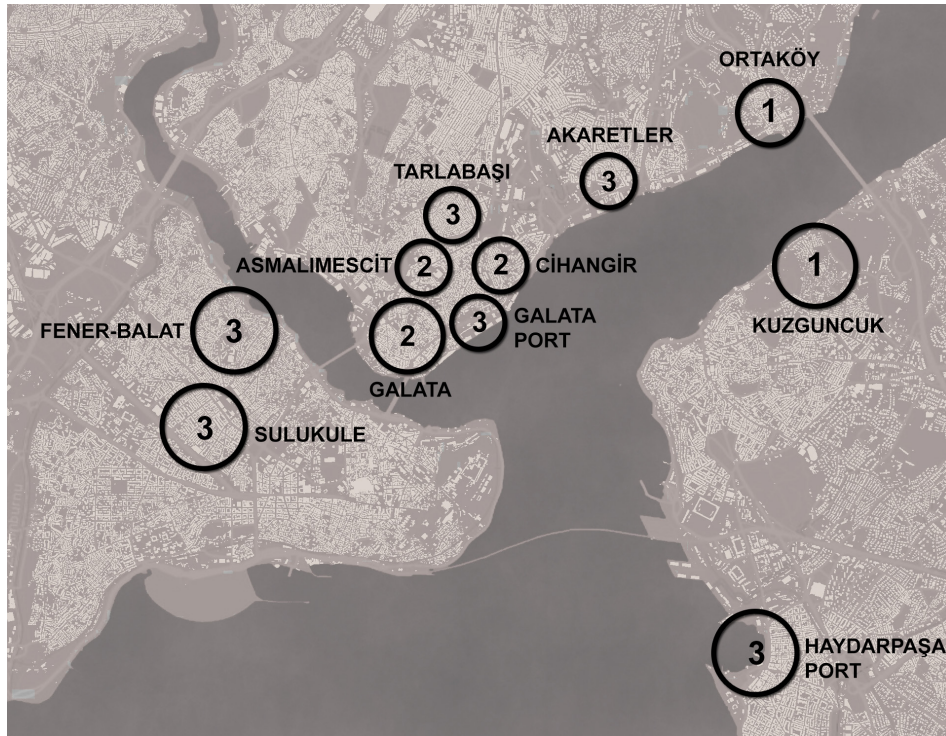 ORTAKÖY
1
AKARETLER
3
TARLABAŞI
3
ASMALIMESCİT
2
2
CİHANGİR
1
KUZGUNCUK
FENER-BALAT
3
2
GALATA
3
GALATA
PORT
3
SULUKULE
3
HAYDARPAŞA
PORT